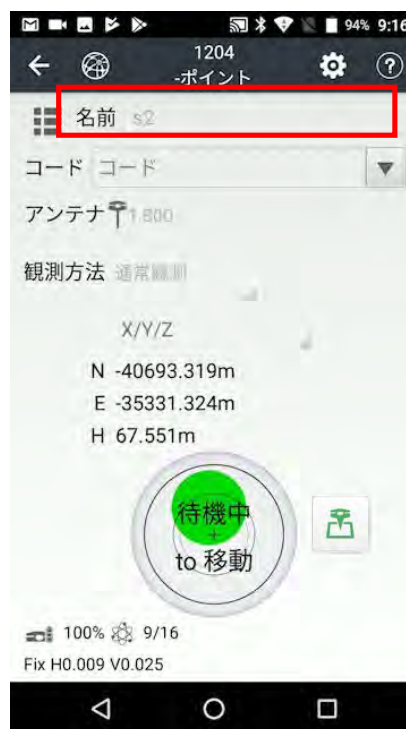 94% 9:16
1204
-ポイント
?
名前 s2
コード コード
アンテナ 1.800
観測方法 通常観測
X/Y/Z
N -40693.319m
E -35331.324m
H 67.551m
待機中
to 移動
100% 9/16
Fix H0.009 V0.025